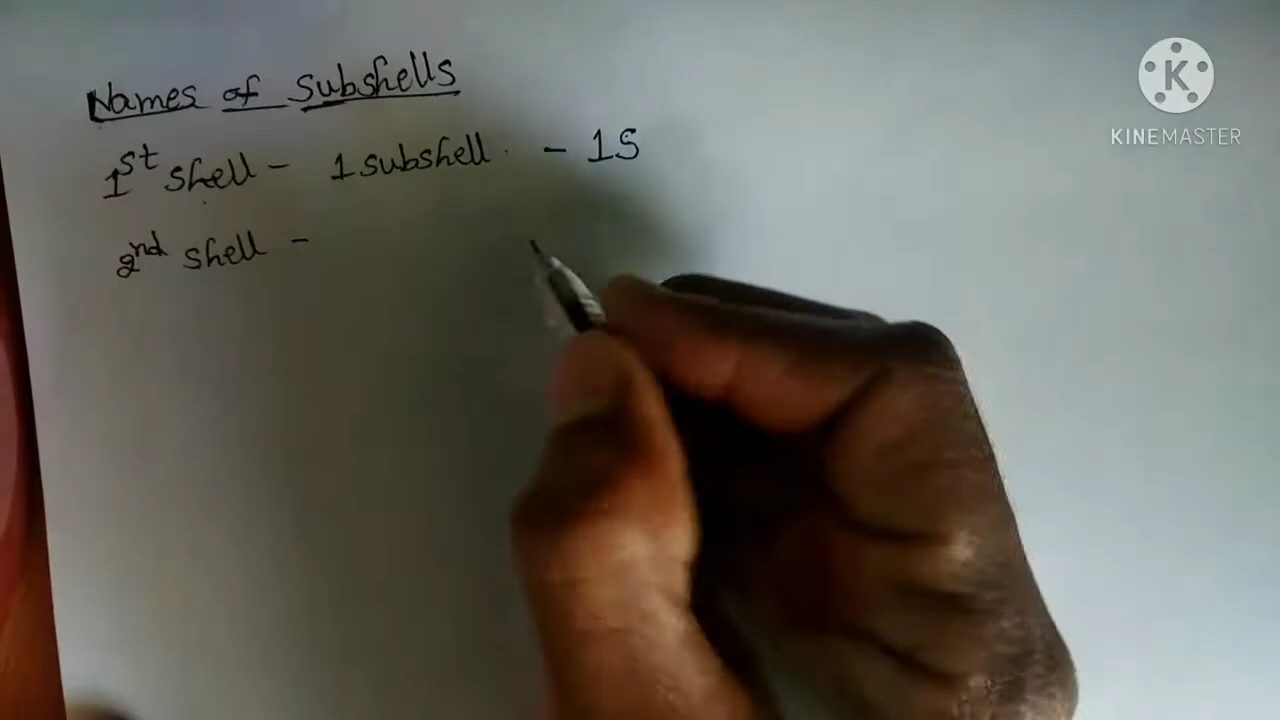 Names of Subshells
1st shell - 1 subshell - 1S
2nd shell -
K
KINEMASTER